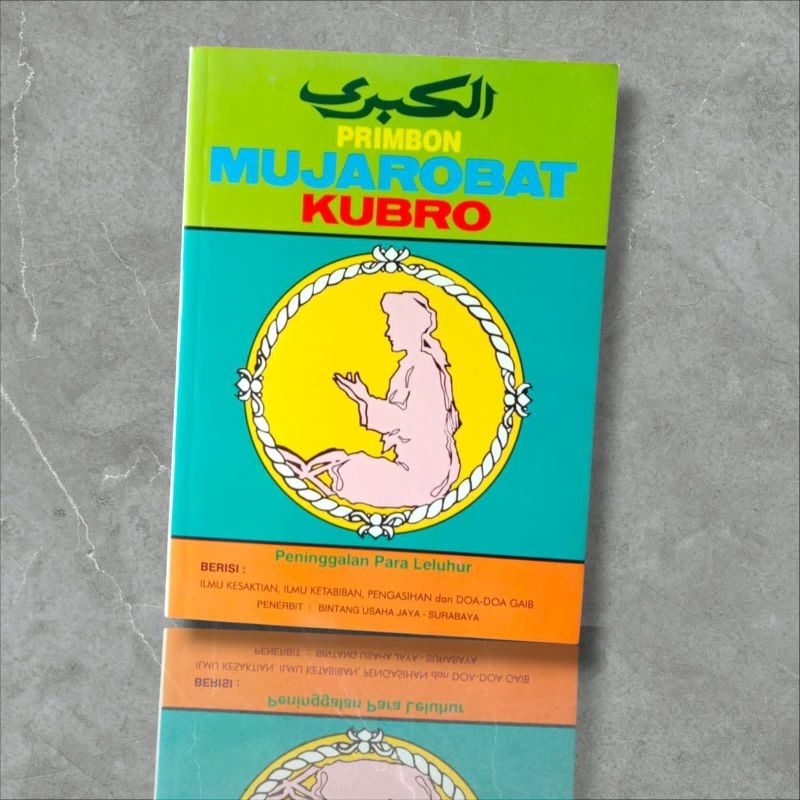 الكبرى
PRIMBON
MUJAROBAT
KUBRO
Peninggalan Para Leluhur
BERISI :
ILMU KESAKTIAN, ILMU KETABIBAN, PENGASIHAN dan DOA-DOA GAIB
PENERBIT : BINTANG USAHA JAYA - SURABAYA